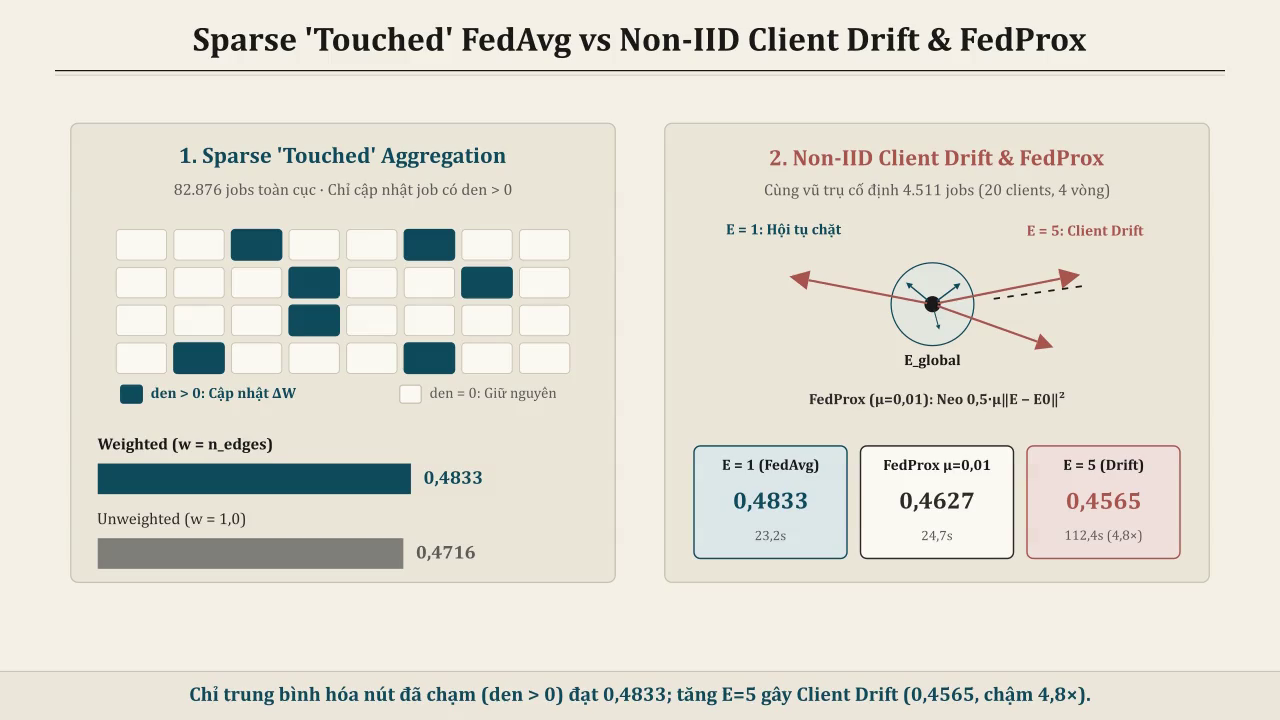 Sparse 'Touched' FedAvg vs Non-IID Client Drift & FedProx
1. Sparse 'Touched' Aggregation
82.876 jobs toàn cục · Chỉ cập nhật job có den > 0
den > 0: Cập nhật ΔW
den = 0: Giữ nguyên
Weighted (w = n_edges)
0,4833
Unweighted (w = 1,0)
0,4716
2. Non-IID Client Drift & FedProx
Cùng vũ trụ cố định 4.511 jobs (20 clients, 4 vòng)
E = 1: Hội tụ chặt
E = 5: Client Drift
E_global
FedProx (μ=0,01): Neo 0,5·μ‖E − E0‖²
E = 1 (FedAvg)
0,4833
23,2s
FedProx μ=0,01
0,4627
24,7s
E = 5 (Drift)
0,4565
112,4s (4,8×)
Chỉ trung bình hóa nút đã chạm (den > 0) đạt 0,4833; tăng E=5 gây Client Drift (0,4565, chậm 4,8×).